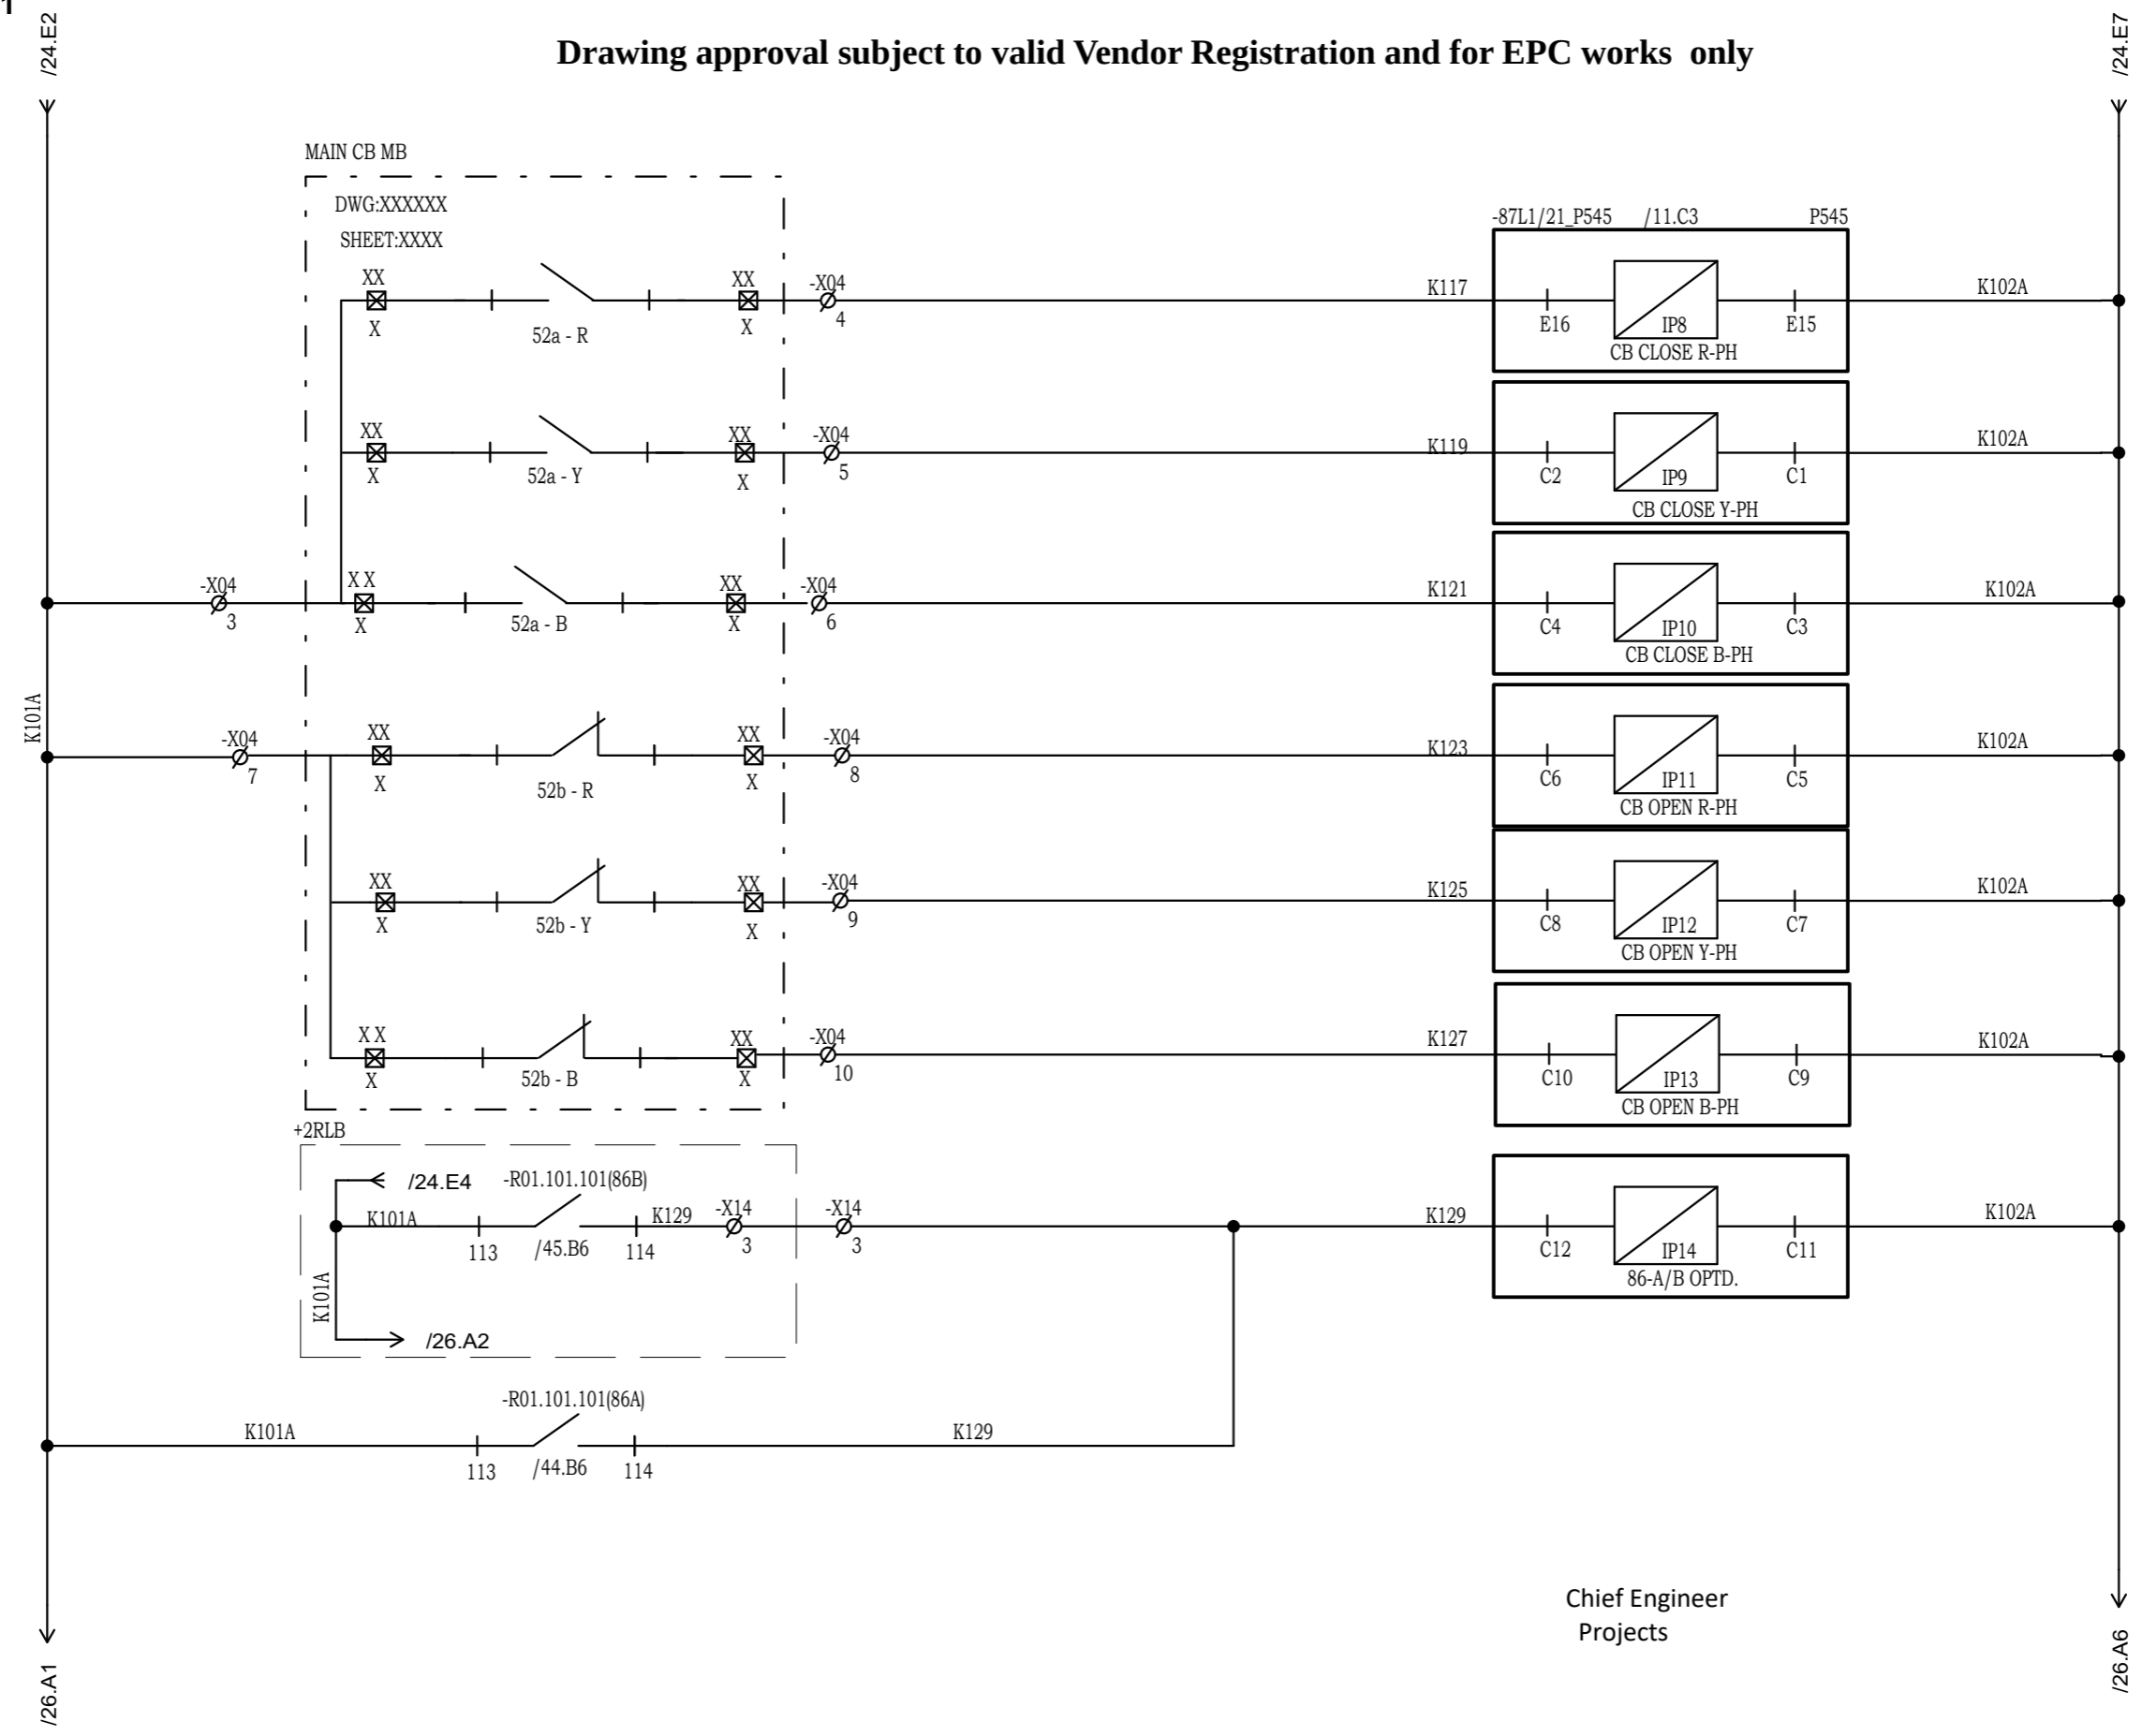 1
/24.E2
/24.E7
Drawing approval subject to valid Vendor Registration and for EPC works only
MAIN CB MB
DWG:XXXXXX
SHEET:XXXX
-87L1/21_P545 /11.C3 P545
XX XX -X04 K117 K102A
X 52a - R X 4 E16 IP8 E15
CB CLOSE R-PH
XX XX -X04 K119 K102A
X 52a - Y X 5 C2 IP9 C1
CB CLOSE Y-PH
-X04 X X XX -X04 K121 K102A
3 X 52a - B X 6 C4 IP10 C3
CB CLOSE B-PH
K101A
-X04 XX XX -X04 K123 K102A
7 X 52b - R X 8 C6 IP11 C5
CB OPEN R-PH
XX XX -X04 K125 K102A
X 52b - Y X 9 C8 IP12 C7
CB OPEN Y-PH
X X XX -X04 K127 K102A
X 52b - B X 10 C10 IP13 C9
CB OPEN B-PH
+2RLB
/24.E4 -R01.101.101(86B)
K101A K129 -X14 -X14 K129 K102A
113 /45.B6 114 3 3 C12 IP14 C11
86-A/B OPTD.
K101A
/26.A2
-R01.101.101(86A)
K101A K129
113 /44.B6 114
Chief Engineer
Projects
/26.A1
/26.A6